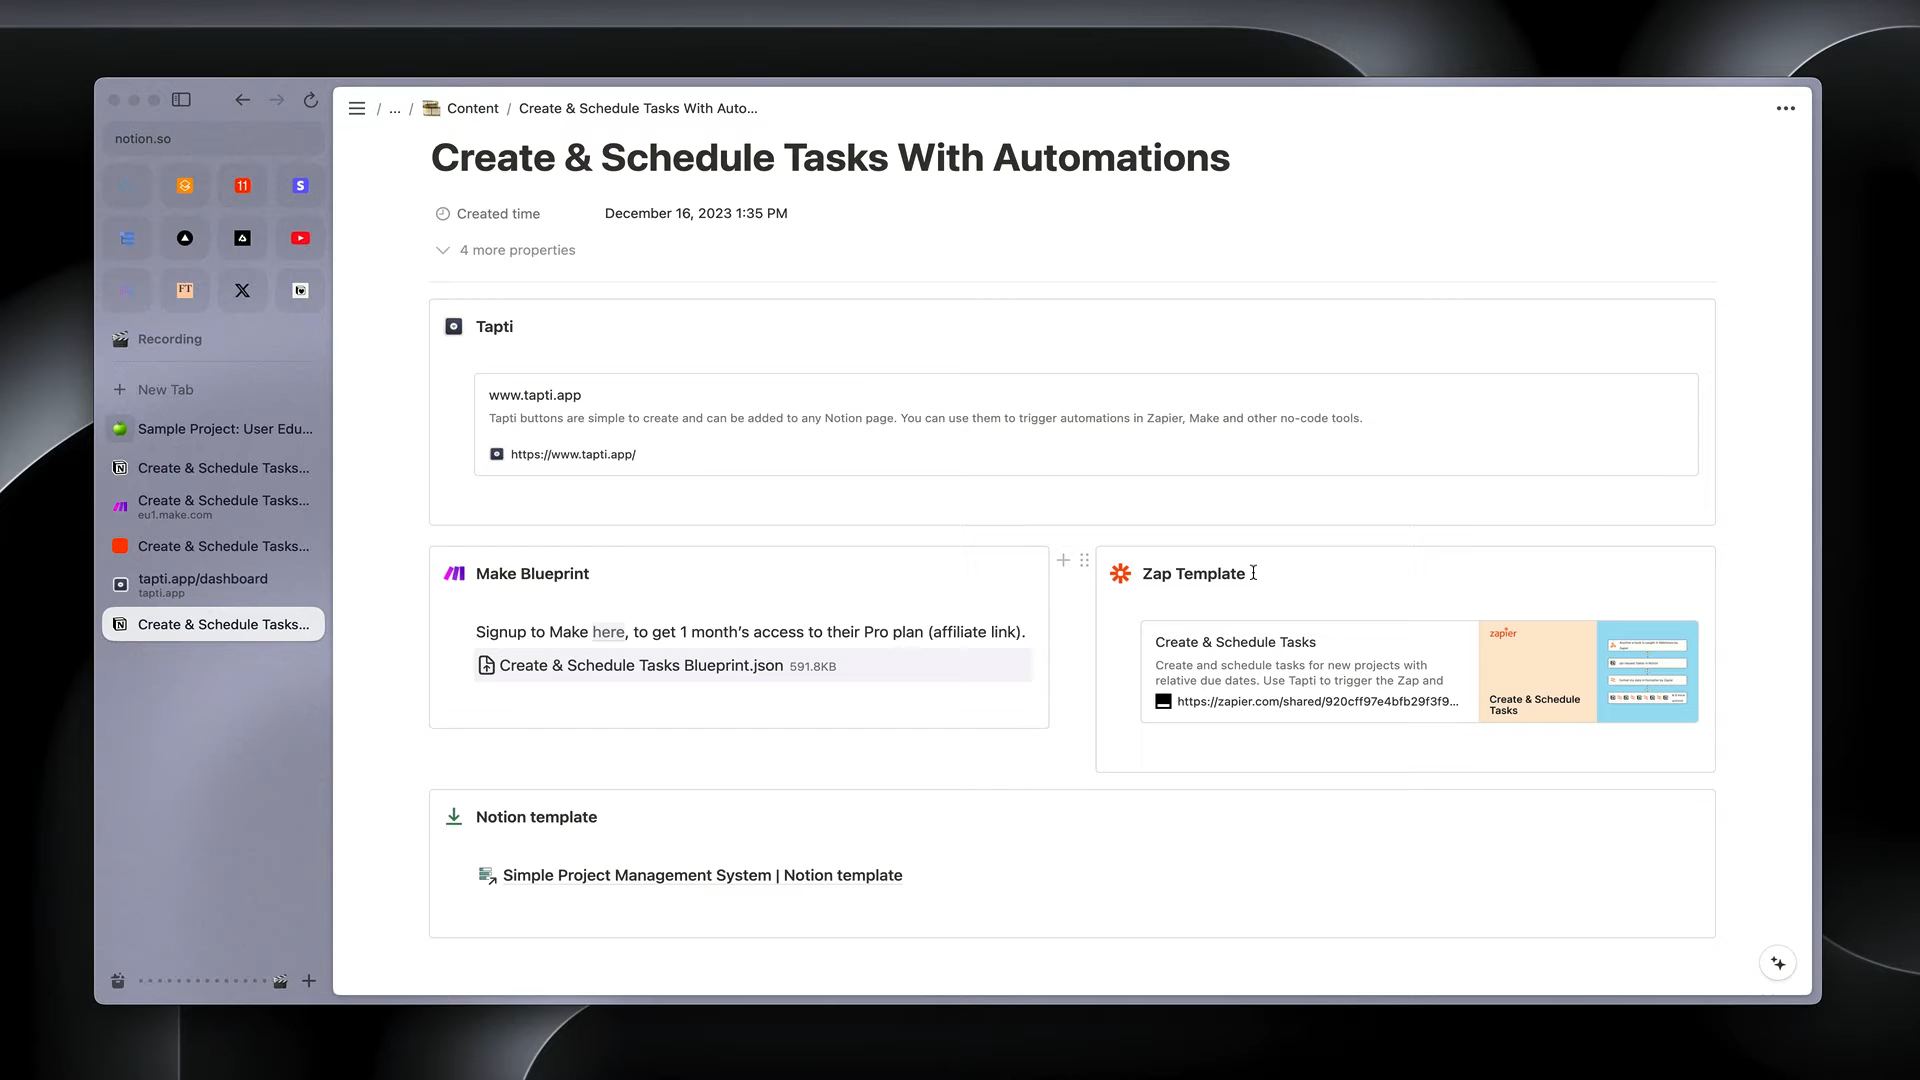 notion.so
11
S
FT
Recording
New Tab
Sample Project: User Edu...
Create & Schedule Tasks...
Create & Schedule Tasks...
eu1.make.com
Create & Schedule Tasks...
tapti.app/dashboard
tapti.app
Create & Schedule Tasks...
/ ... / Content / Create & Schedule Tasks With Auto...
Create & Schedule Tasks With Automations
Created time December 16, 2023 1:35 PM
4 more properties
Tapti
www.tapti.app
Tapti buttons are simple to create and can be added to any Notion page. You can use them to trigger automations in Zapier, Make and other no-code tools.
https://www.tapti.app/
Make Blueprint
Signup to Make here, to get 1 month’s access to their Pro plan (affiliate link).
Create & Schedule Tasks Blueprint.json 591.8KB
Zap Template
Create & Schedule Tasks
Create and schedule tasks for new projects with
relative due dates. Use Tapti to trigger the Zap and
https://zapier.com/shared/920cff97e4bfb29f3f9...
zapier
Create & Schedule
Tasks
Notion template
Simple Project Management System | Notion template